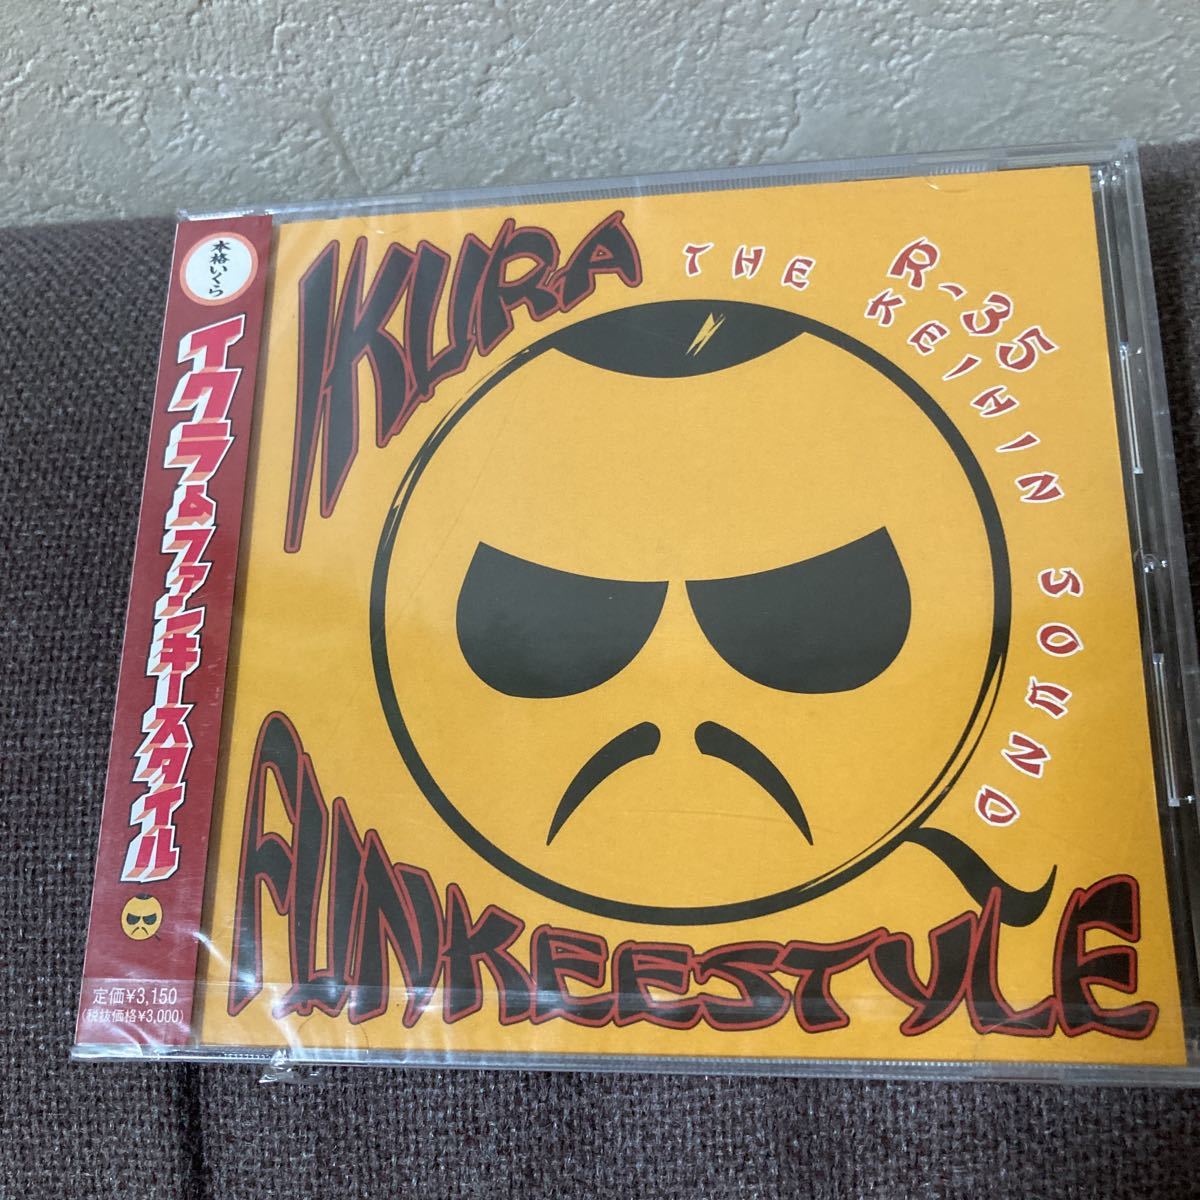 本格いくら
イクラ&ファンキースタイル
定価¥3,150
(税抜価格¥3,000)
IKURA
THE KEIHIN SOUND
R-35
FUNKEESTYLE